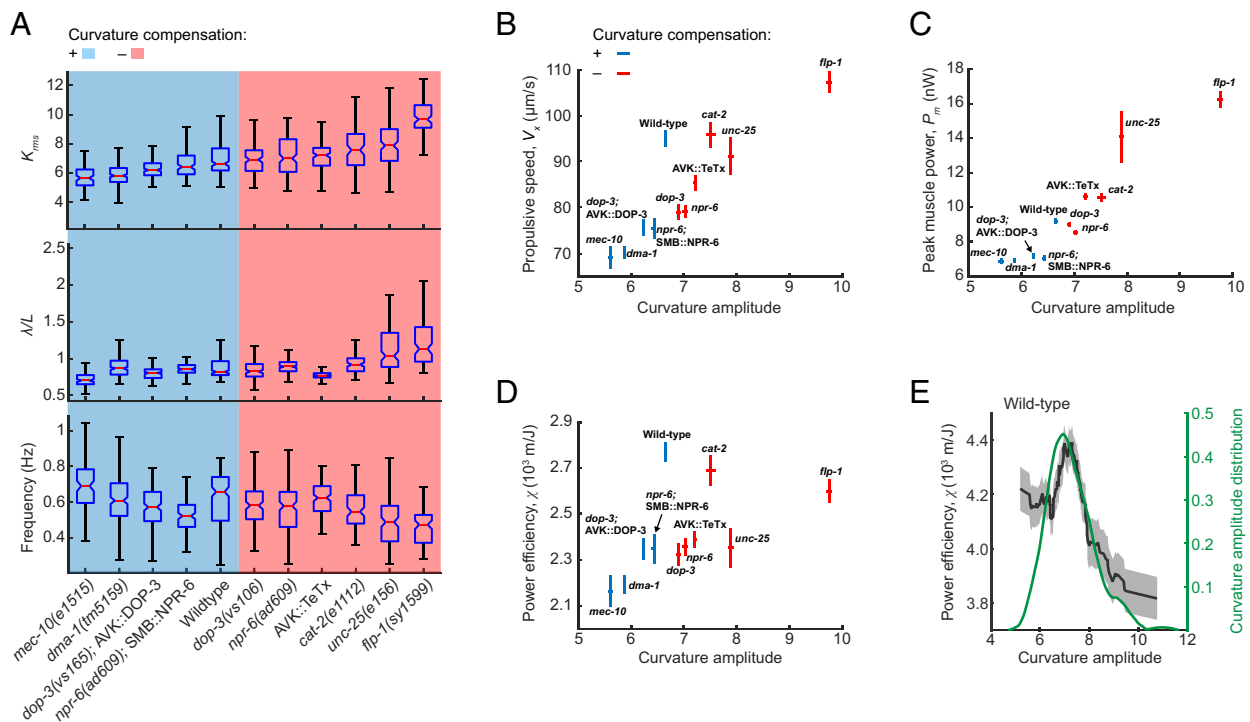 A
Curvature compensation:
+ –
12
10
8
6
4
K_rms
2.5
2
1.5
1
0.5
λ/L
1
0.8
0.6
0.4
Frequency (Hz)
mec-10(e1515)
dma-1(tm5159)
dop-3(vs165); AVK::DOP-3
npr-6(ad609); SMB::NPR-6
Wildtype
dop-3(vs106)
npr-6(ad609)
AVK::TeTx
cat-2(e1112)
unc-25(e156)
flp-1(sy1599)
B
Curvature compensation:
+
–
110
100
90
80
70
Propulsive speed, V_x (μm/s)
flp-1
Wild-type
cat-2
unc-25
AVK::TeTx
dop-3;
AVK::DOP-3
dop-3
npr-6
npr-6;
SMB::NPR-6
mec-10
dma-1
5 6 7 8 9 10
Curvature amplitude
C
18
16
14
12
10
8
6
Peak muscle power, P_m (nW)
flp-1
unc-25
AVK::TeTx
cat-2
Wild-type
dop-3
npr-6
dop-3;
AVK::DOP-3
mec-10
dma-1
npr-6;
SMB::NPR-6
5 6 7 8 9 10
Curvature amplitude
D
2.9
2.7
2.5
2.3
2.1
Power efficiency, χ (10³ m/J)
Wild-type
cat-2
flp-1
npr-6;
SMB::NPR-6
dop-3;
AVK::DOP-3
AVK::TeTx
unc-25
npr-6
dop-3
dma-1
mec-10
5 6 7 8 9 10
Curvature amplitude
E
Wild-type
4.4
4.2
4.0
3.8
Power efficiency, χ (10³ m/J)
0.5
0.4
0.3
0.2
0.1
Curvature amplitude distribution
4 6 8 10 12
Curvature amplitude